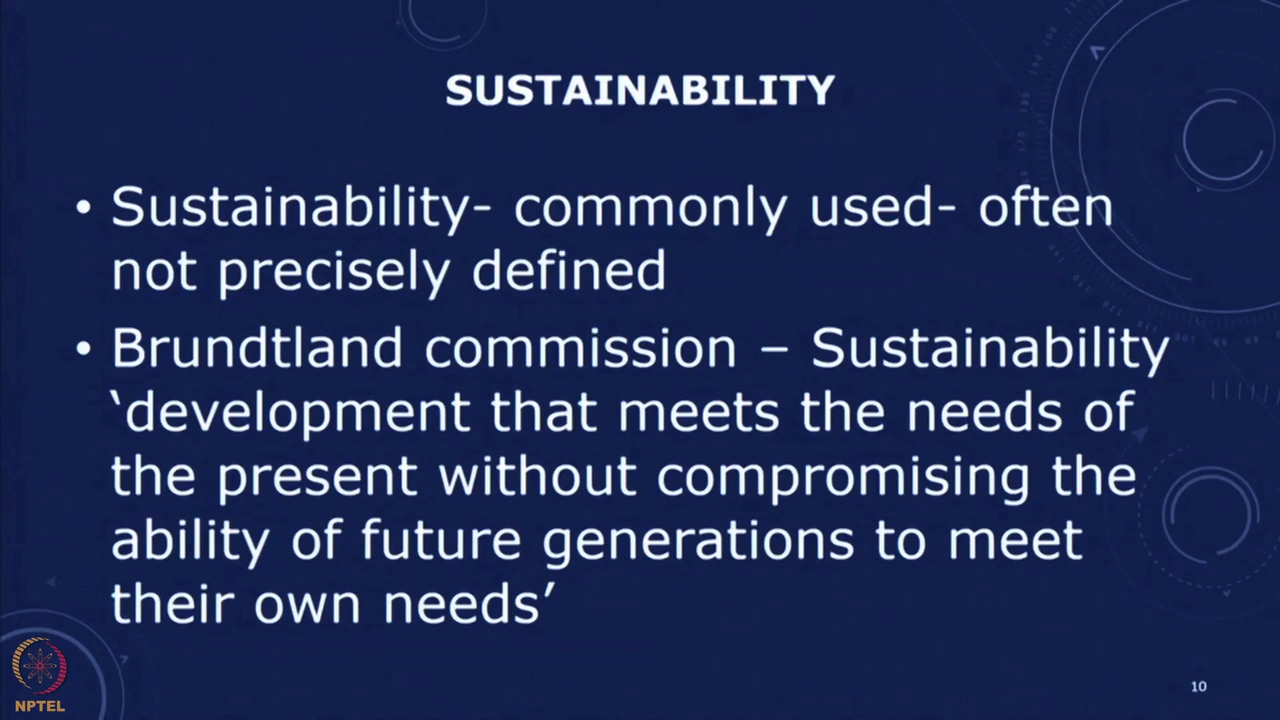 SUSTAINABILITY
• Sustainability- commonly used- often
not precisely defined
• Brundtland commission – Sustainability
‘development that meets the needs of
the present without compromising the
ability of future generations to meet
their own needs’
NPTEL
10